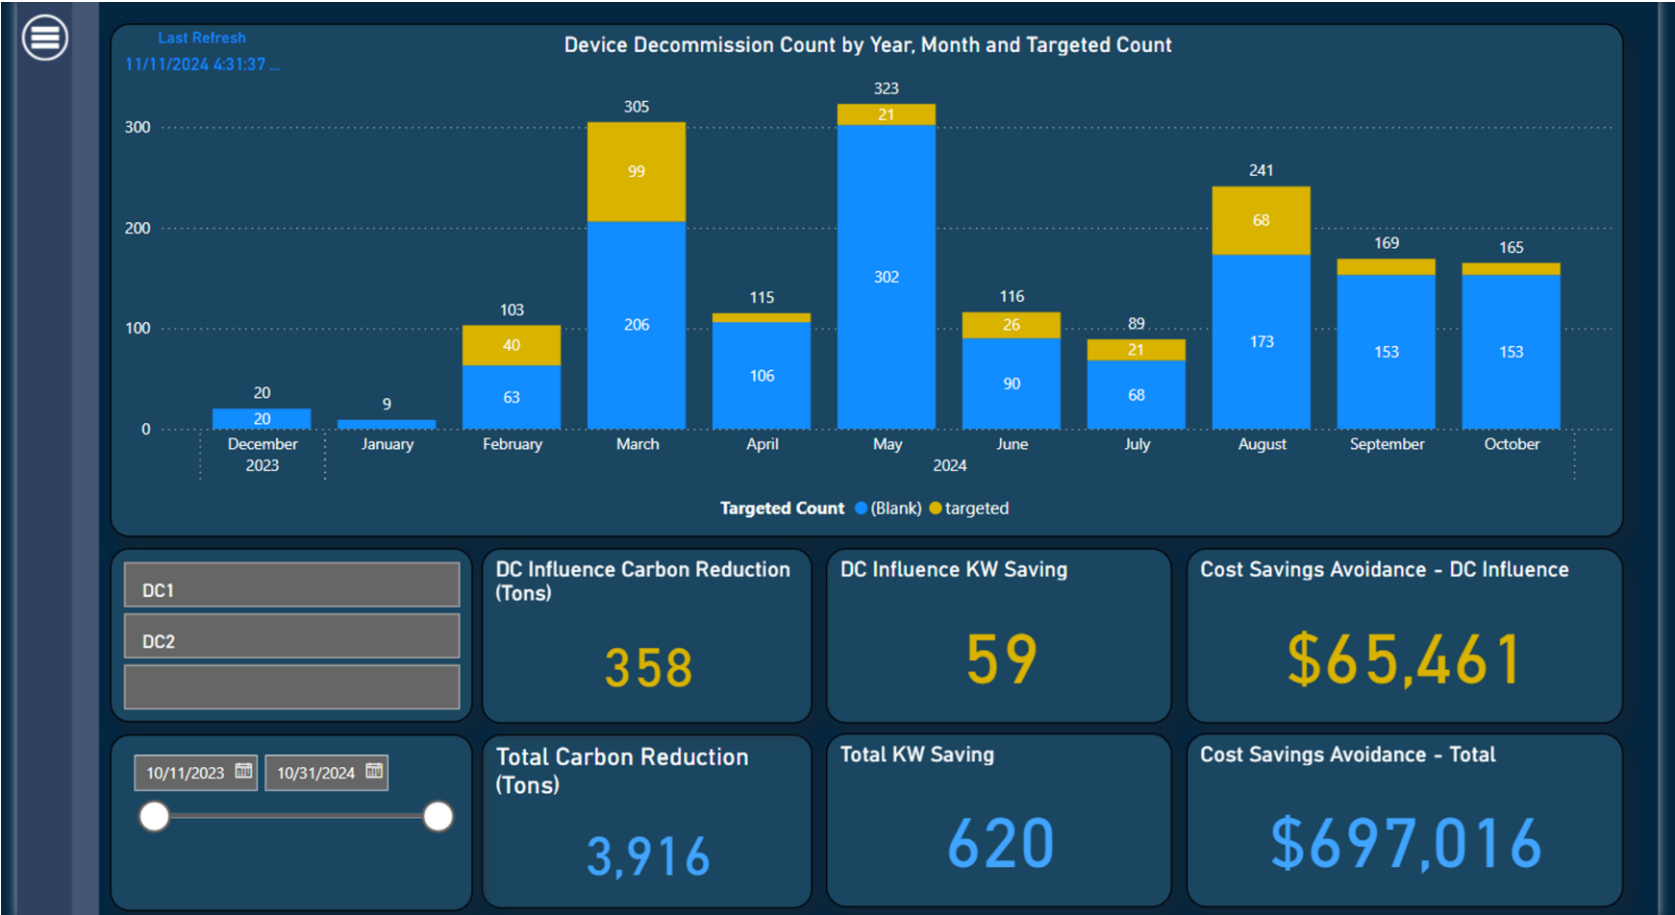 Last Refresh
11/11/2024 4:31:37 ...
Device Decommission Count by Year, Month and Targeted Count
300
200
100
0
20
20
9
103
40
63
305
99
206
115
106
323
21
302
116
26
90
89
21
68
241
68
173
169
153
165
153
December
January
February
March
April
May
June
July
August
September
October
2023
2024
Targeted Count (Blank) targeted
DC1
DC2
DC Influence Carbon Reduction
(Tons)
358
DC Influence KW Saving
59
Cost Savings Avoidance - DC Influence
$65,461
10/11/2023
10/31/2024
Total Carbon Reduction
(Tons)
3,916
Total KW Saving
620
Cost Savings Avoidance - Total
$697,016